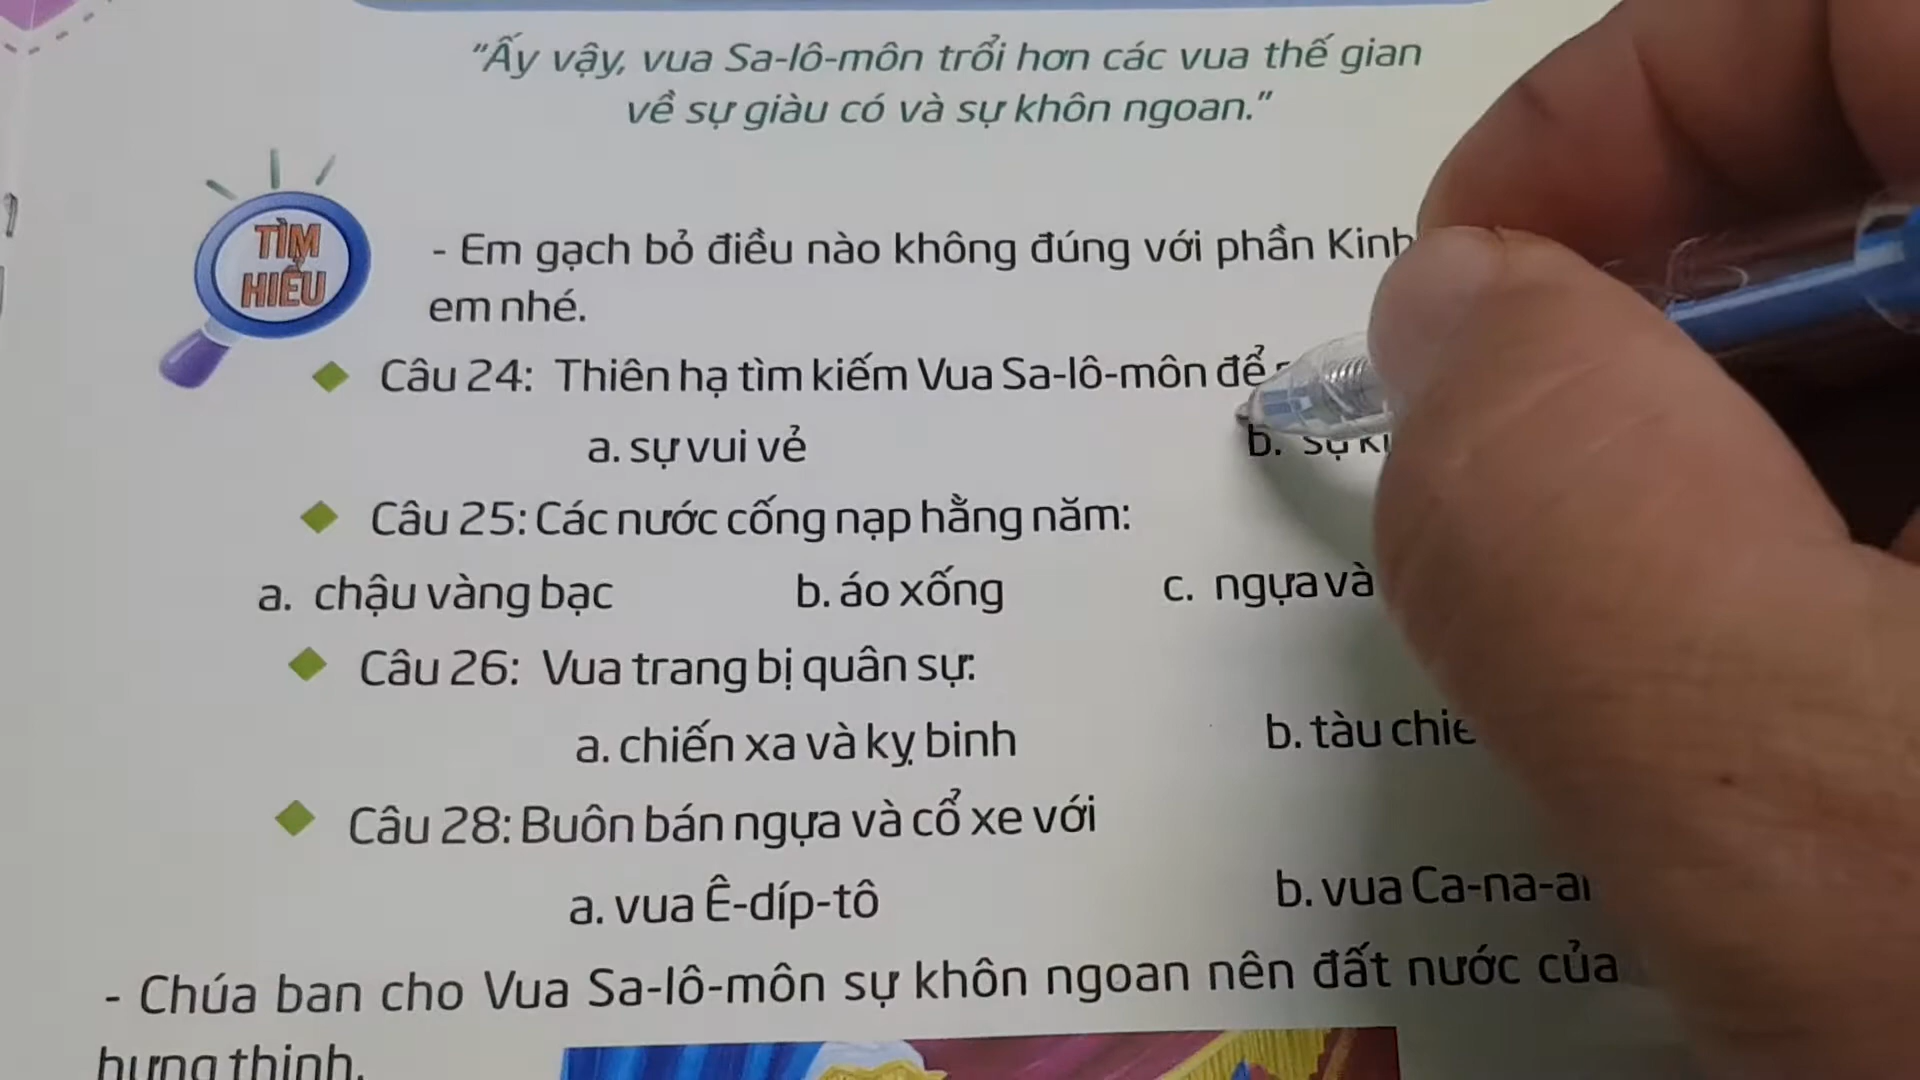 "Ấy vậy, vua Sa-lô-môn trổi hơn các vua thế gian
về sự giàu có và sự khôn ngoan."
TÌM
HIỂU
- Em gạch bỏ điều nào không đúng với phần Kinh
em nhé.
Câu 24: Thiên hạ tìm kiếm Vua Sa-lô-môn để
a. sự vui vẻ b. sự
Câu 25: Các nước cống nạp hằng năm:
a. chậu vàng bạc b. áo xống c. ngựa và
Câu 26: Vua trang bị quân sự:
a. chiến xa và kỵ binh b. tàu
Câu 28: Buôn bán ngựa và cổ xe với
a. vua Ê-díp-tô b. vua
- Chúa ban cho Vua Sa-lô-môn sự khôn ngoan nên đất nước của
hưng thịnh.